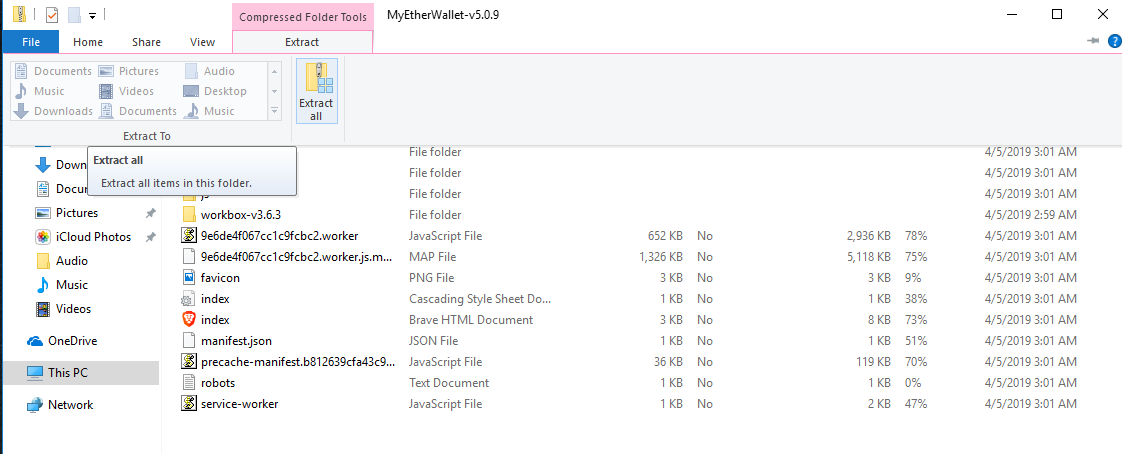 Compressed Folder Tools MyEtherWallet-v5.0.9
File Home Share View Extract
Documents Pictures Audio
Music Videos Desktop
Downloads Documents Music
Extract all
Extract To
Extract all
Extract all items in this folder.
Down
Docu
Pictures
iCloud Photos
Audio
Music
Videos
OneDrive
This PC
Network
File folder 4/5/2019 3:01 AM
File folder 4/5/2019 3:01 AM
js File folder 4/5/2019 3:01 AM
workbox-v3.6.3 File folder 4/5/2019 2:59 AM
9e6de4f067cc1c9fcbc2.worker JavaScript File 652 KB No 2,936 KB 78% 4/5/2019 3:01 AM
9e6de4f067cc1c9fcbc2.worker.js.m... MAP File 1,326 KB No 5,118 KB 75% 4/5/2019 3:01 AM
favicon PNG File 3 KB No 3 KB 9% 4/5/2019 3:01 AM
index Cascading Style Sheet Do... 1 KB No 1 KB 38% 4/5/2019 3:01 AM
index Brave HTML Document 3 KB No 8 KB 73% 4/5/2019 3:01 AM
manifest.json JSON File 1 KB No 1 KB 51% 4/5/2019 3:01 AM
precache-manifest.b812639cfa43c9... JavaScript File 36 KB No 119 KB 70% 4/5/2019 3:01 AM
robots Text Document 1 KB No 1 KB 0% 4/5/2019 3:01 AM
service-worker JavaScript File 1 KB No 2 KB 47% 4/5/2019 3:01 AM